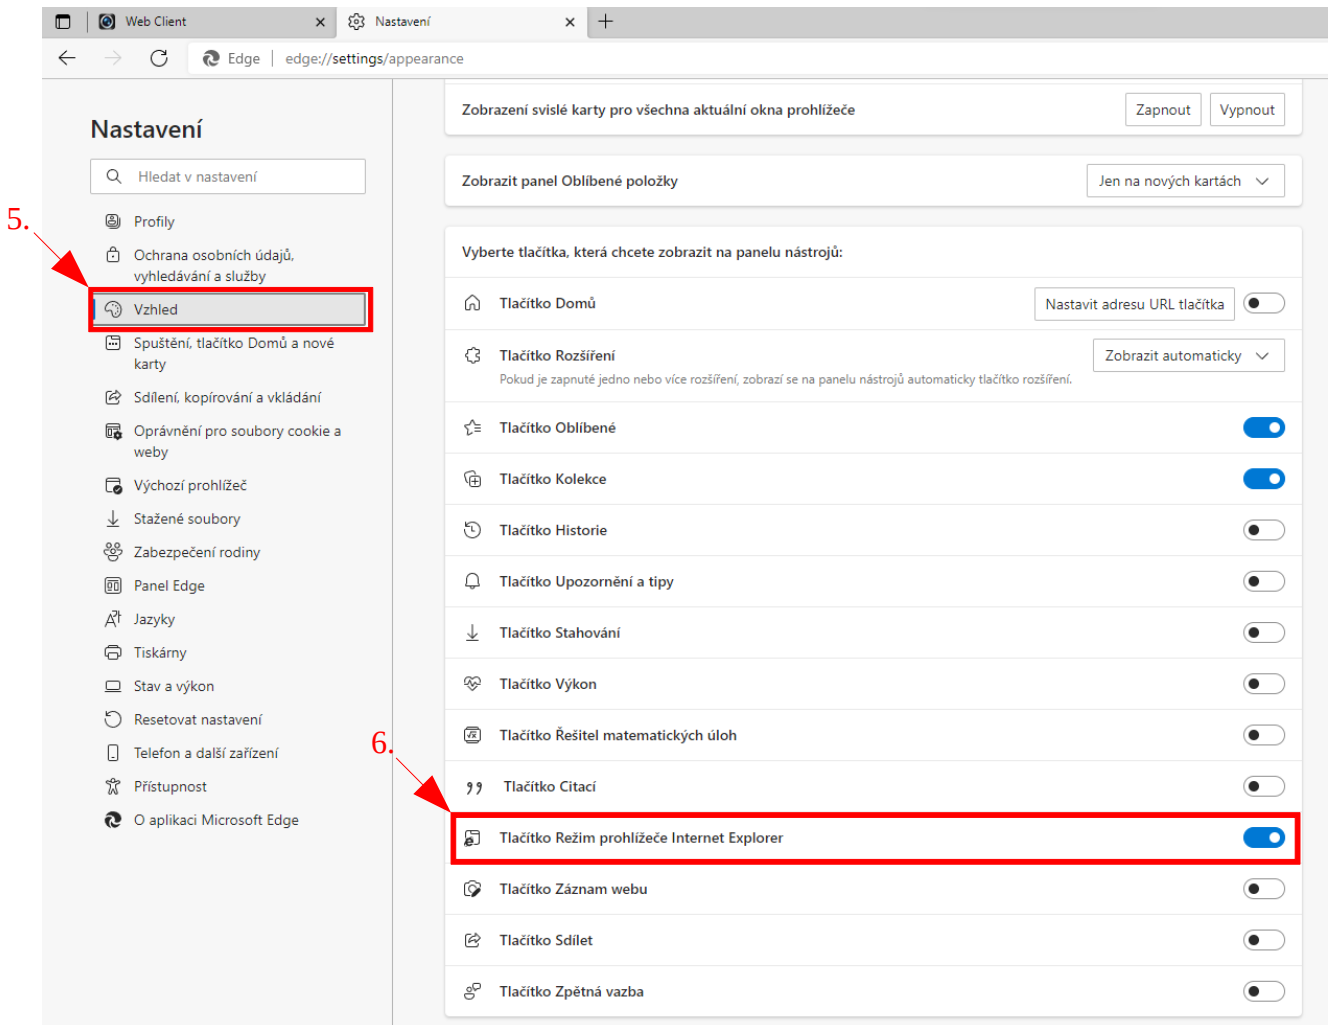 Web Client
Nastavení
Edge | edge://settings/appearance
Nastavení
Hledat v nastavení
5.
Profily
Ochrana osobních údajů,
vyhledávání a služby
Vzhled
Spuštění, tlačítko Domů a nové
karty
Sdílení, kopírování a vkládání
Oprávnění pro soubory cookie a
weby
Výchozí prohlížeč
Stažené soubory
Zabezpečení rodiny
Panel Edge
Jazyky
Tiskárny
Stav a výkon
Resetovat nastavení
Telefon a další zařízení
Přístupnost
O aplikaci Microsoft Edge
Zobrazení svislé karty pro všechna aktuální okna prohlížeče
Zapnout
Vypnout
Zobrazit panel Oblíbené položky
Jen na nových kartách
Vyberte tlačítka, která chcete zobrazit na panelu nástrojů:
Tlačítko Domů
Nastavit adresu URL tlačítka
Tlačítko Rozšíření
Zobrazit automaticky
Pokud je zapnuté jedno nebo více rozšíření, zobrazí se na panelu nástrojů automaticky tlačítko rozšíření.
Tlačítko Oblíbené
Tlačítko Kolekce
Tlačítko Historie
Tlačítko Upozornění a tipy
Tlačítko Stahování
Tlačítko Výkon
Tlačítko Řešitel matematických úloh
6.
Tlačítko Citací
Tlačítko Režim prohlížeče Internet Explorer
Tlačítko Záznam webu
Tlačítko Sdílet
Tlačítko Zpětná vazba